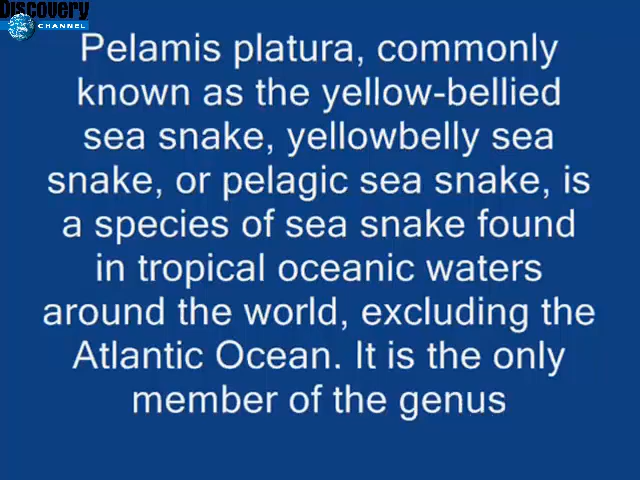 Discovery
CHANNEL
Pelamis platura, commonly
known as the yellow-bellied
sea snake, yellowbelly sea
snake, or pelagic sea snake, is
a species of sea snake found
in tropical oceanic waters
around the world, excluding the
Atlantic Ocean. It is the only
member of the genus